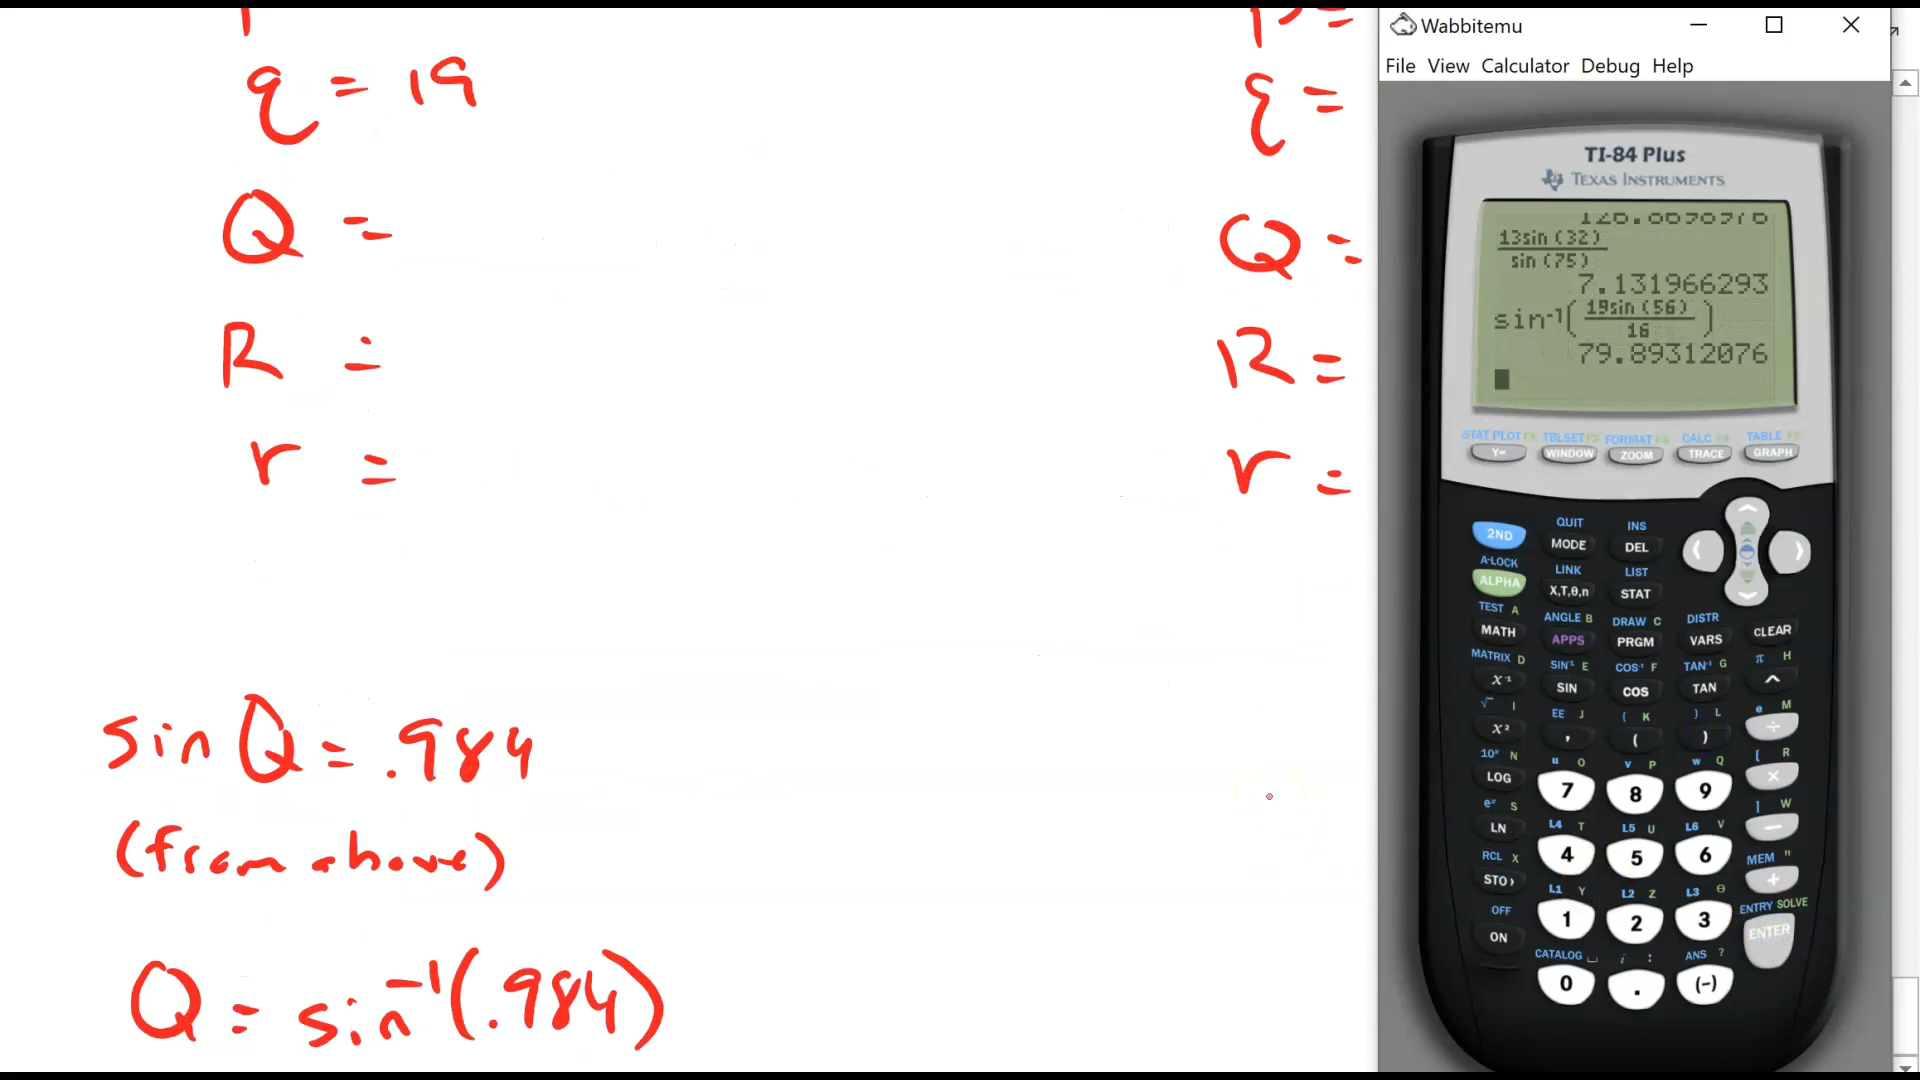 q = 19
Q =
R =
r =
sin Q = .984
(from above)
Q = sin⁻¹(.984)
p =
q =
Q =
R =
r =
Wabbitemu
File View Calculator Debug Help
TI-84 Plus
TEXAS INSTRUMENTS
13sin(32)
sin(75)
7.131966293
sin⁻¹(19sin(56)
16)
79.89312076
STAT PLOT F1 TBLSET F2 FORMAT F3 CALC F4 TABLE F5
Y= WINDOW ZOOM TRACE GRAPH
QUIT INS
2ND MODE DEL
A-LOCK LINK LIST
ALPHA X,T,θ,n STAT
TEST A ANGLE B DRAW C DISTR
MATH APPS PRGM VARS CLEAR
MATRIX D SIN⁻¹ E COS⁻¹ F TAN⁻¹ G π H
x⁻¹ SIN COS TAN ^
√ I EE J { K } L e M
x² , ( ) ÷
10ˣ N u O v P w Q [ R
LOG 7 8 9 ×
eˣ S L4 T L5 U L6 V ] W
LN 4 5 6 −
RCL X L1 Y L2 Z L3 θ MEM "
STO› 1 2 3 +
OFF CATALOG ⎵ i : ANS ? ENTRY SOLVE
ON 0 . (-) ENTER